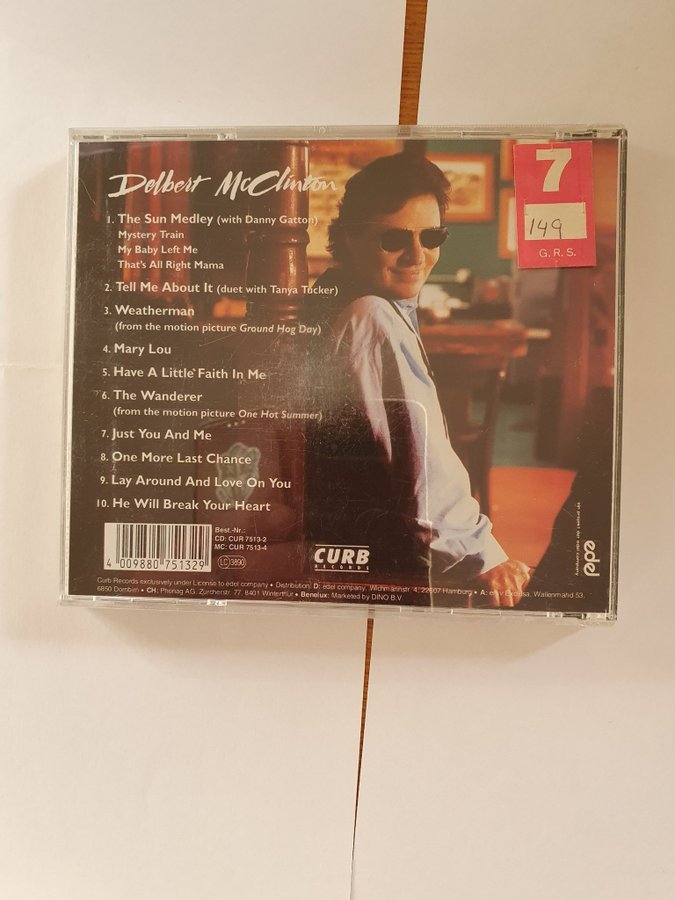 Delbert McClinton
1. The Sun Medley (with Danny Gatton)
Mystery Train
My Baby Left Me
That's All Right Mama
2. Tell Me About It (duet with Tanya Tucker)
3. Weatherman
(from the motion picture Ground Hog Day)
4. Mary Lou
5. Have A Little Faith In Me
6. The Wanderer
(from the motion picture One Hot Summer)
7. Just You And Me
8. One More Last Chance
9. Lay Around And Love On You
10. He Will Break Your Heart
7
149
G.R.S.
4 009880 751329
Best.-Nr.:
CD: CUR 7513-2
MC: CUR 7513-4
LC 3890
CURB
RECORDS
edel
Curb Records exclusively under License to edel company • Distribution: D: edel company, Wichmannstr. 4, 22607 Hamburg • A: Wallenmahd 53,
6850 Dornbirn • CH: Phonag AG, Zürcherstr. 77, 8401 Winterthur • Benelux: Marketed by DINO B.V.